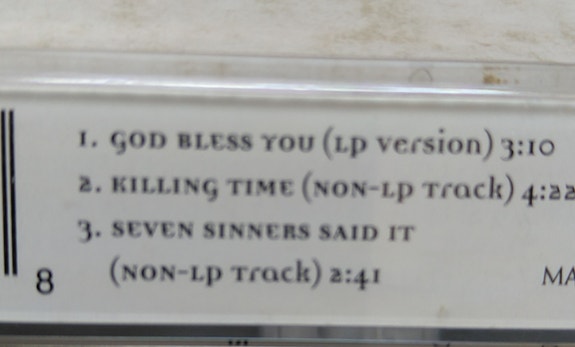 1. GOD BLESS YOU (LP version) 3:10
2. KILLING TIME (NON-LP Track) 4:22
3. SEVEN SINNERS SAID IT
(NON-LP Track) 2:41
8
MA